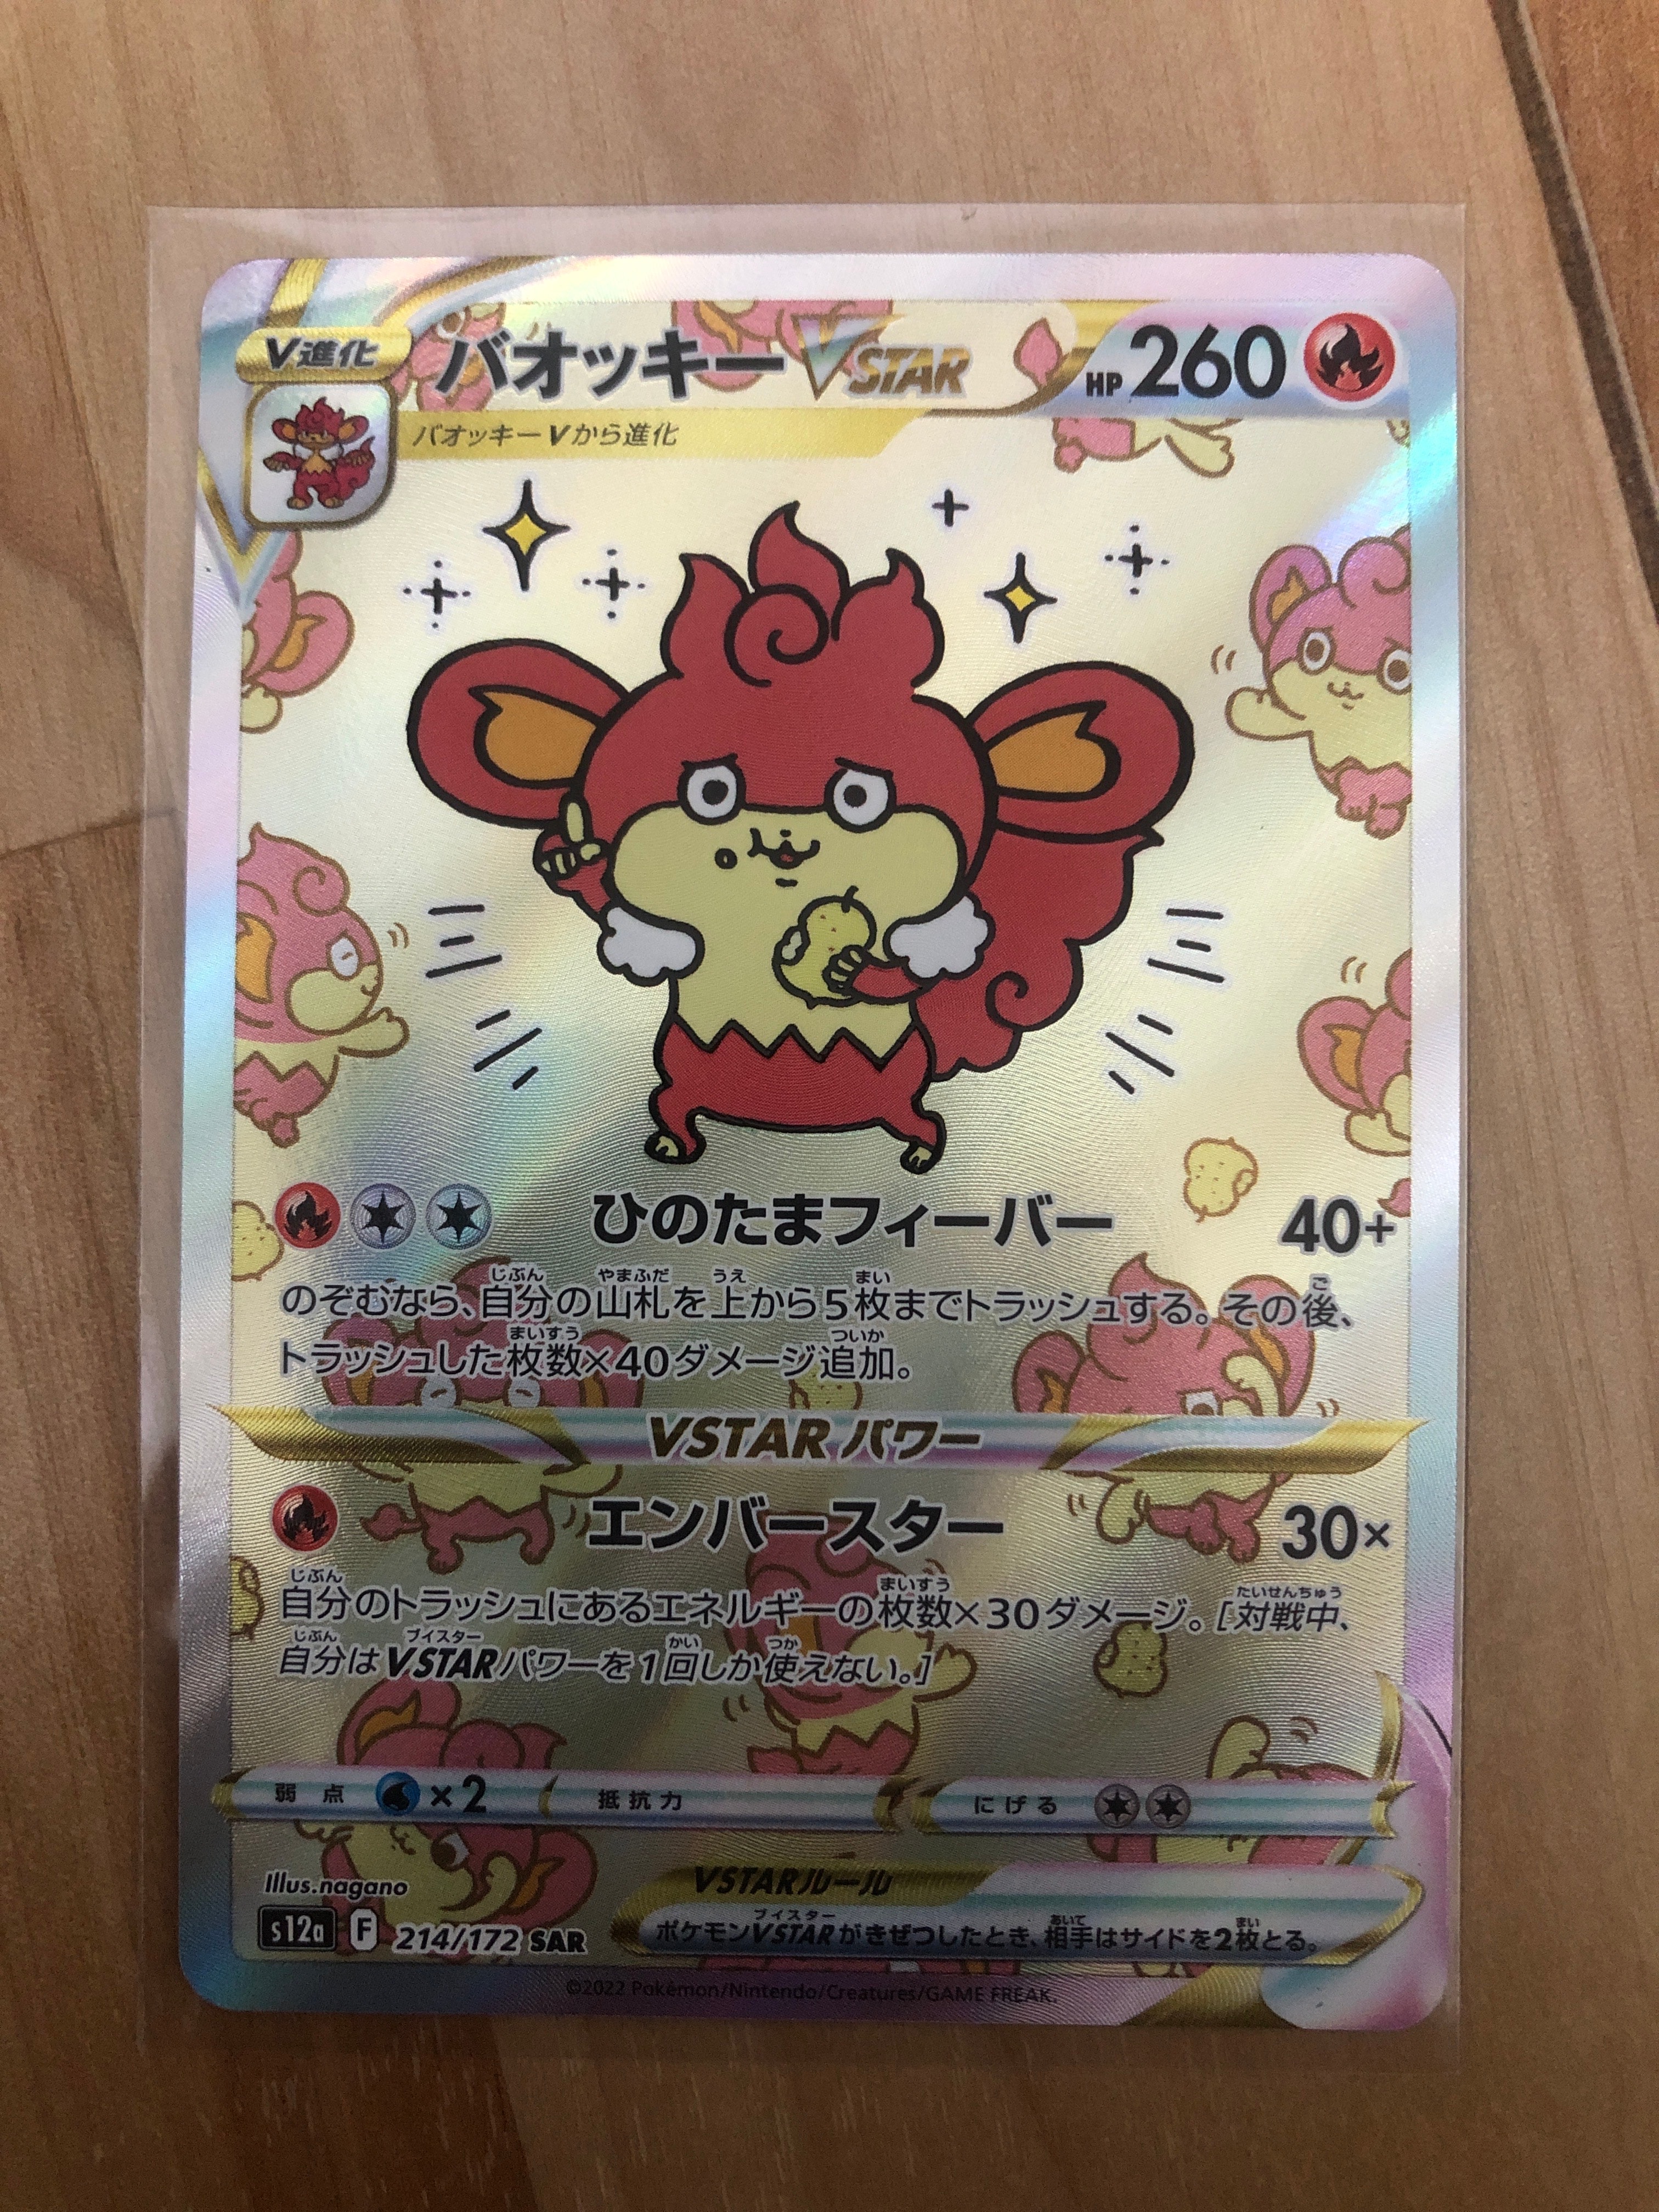 V進化
バオッキーVSTAR
HP260
バオッキーVから進化
ひのたまフィーバー 40+
のぞむなら、自分の山札を上から5枚までトラッシュする。その後、
トラッシュした枚数×40ダメージ追加。
VSTARパワー
エンバースター 30×
自分のトラッシュにあるエネルギーの枚数×30ダメージ。[対戦中、
自分はVSTARパワーを1回しか使えない。]
弱点 ×2 抵抗力 にげる
Illus.nagano
VSTARルール
s12a F 214/172 SAR
ポケモンVSTARがきぜつしたとき、相手はサイドを2枚とる。
©2022 Pokémon/Nintendo/Creatures/GAME FREAK.